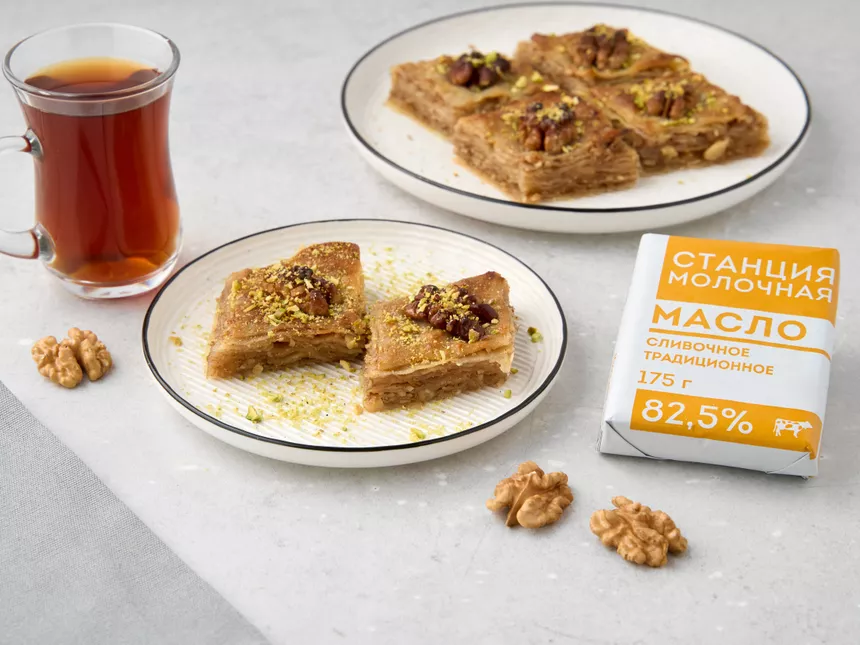 СТАНЦИЯ
МОЛОЧНАЯ
МАСЛО
СЛИВОЧНОЕ
ТРАДИЦИОННОЕ
175 г
82,5%